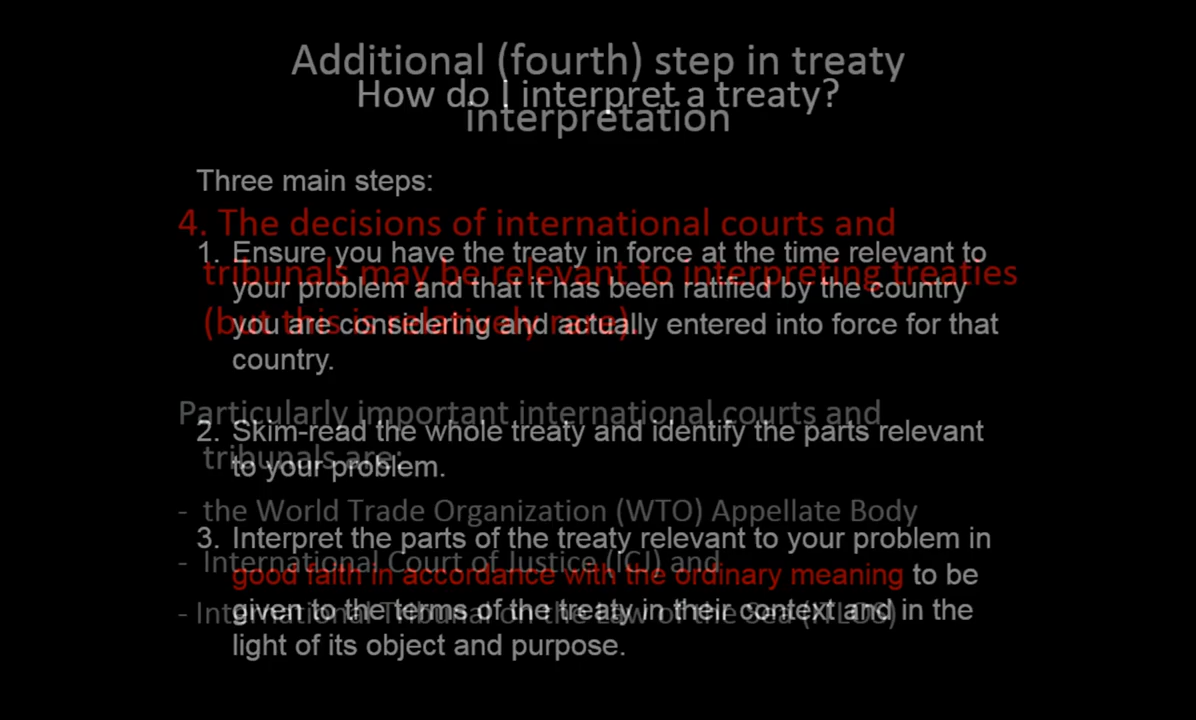 Additional (fourth) step in treaty
interpretation
4. The decisions of international courts and
tribunals may be relevant to interpreting treaties
(but this is relatively rare).
Particularly important international courts and
tribunals are:
- the World Trade Organization (WTO) Appellate Body
- International Court of Justice (ICJ) and
- International Tribunal on the Law of the Sea
How do I interpret a treaty?
Three main steps:
1. Ensure you have the treaty in force at the time relevant to
your problem and that it has been ratified by the country
you are considering and actually entered into force for that
country.
2. Skim-read the whole treaty and identify the parts relevant
to your problem.
3. Interpret the parts of the treaty relevant to your problem in
good faith in accordance with the ordinary meaning to be
given to the terms of the treaty in their context and in the
light of its object and purpose.